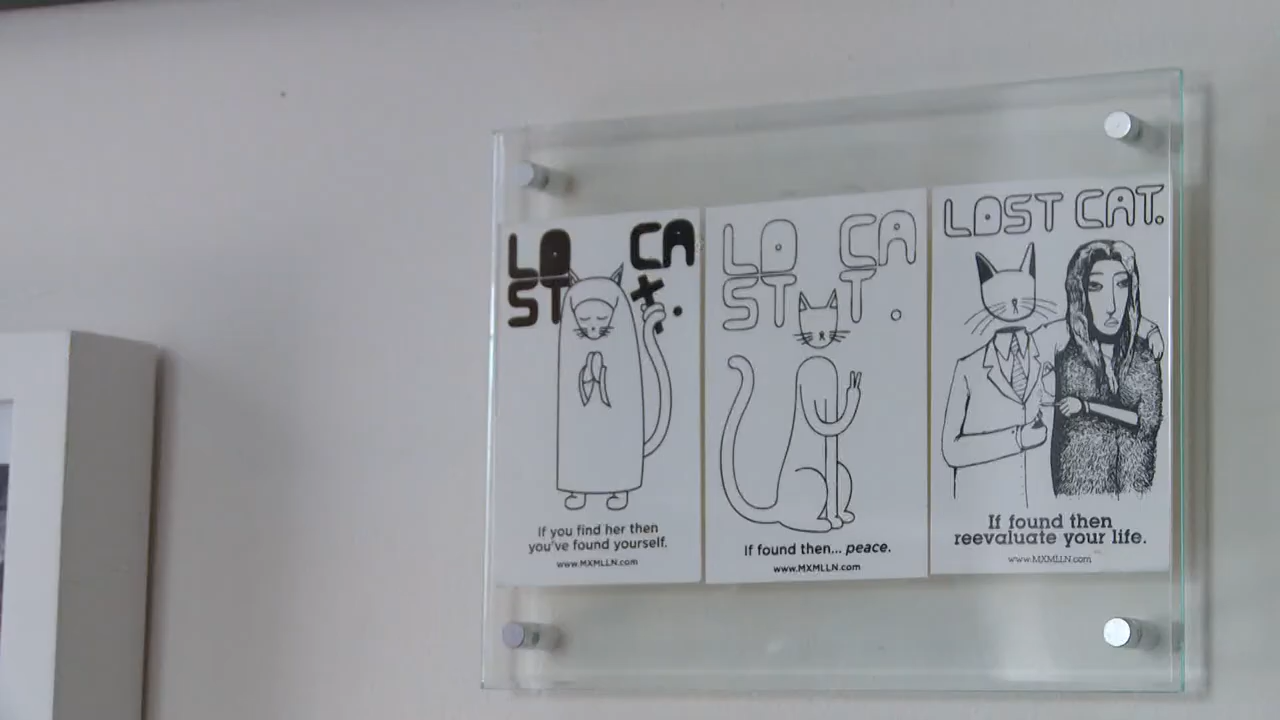 LO CA
ST T.
If you find her then
you've found yourself.
www.MXMLLN.com
LO CA
ST T.
If found then... peace.
www.MXMLLN.com
LOST CAT.
If found then
reevaluate your life.
www.MXMLLN.com